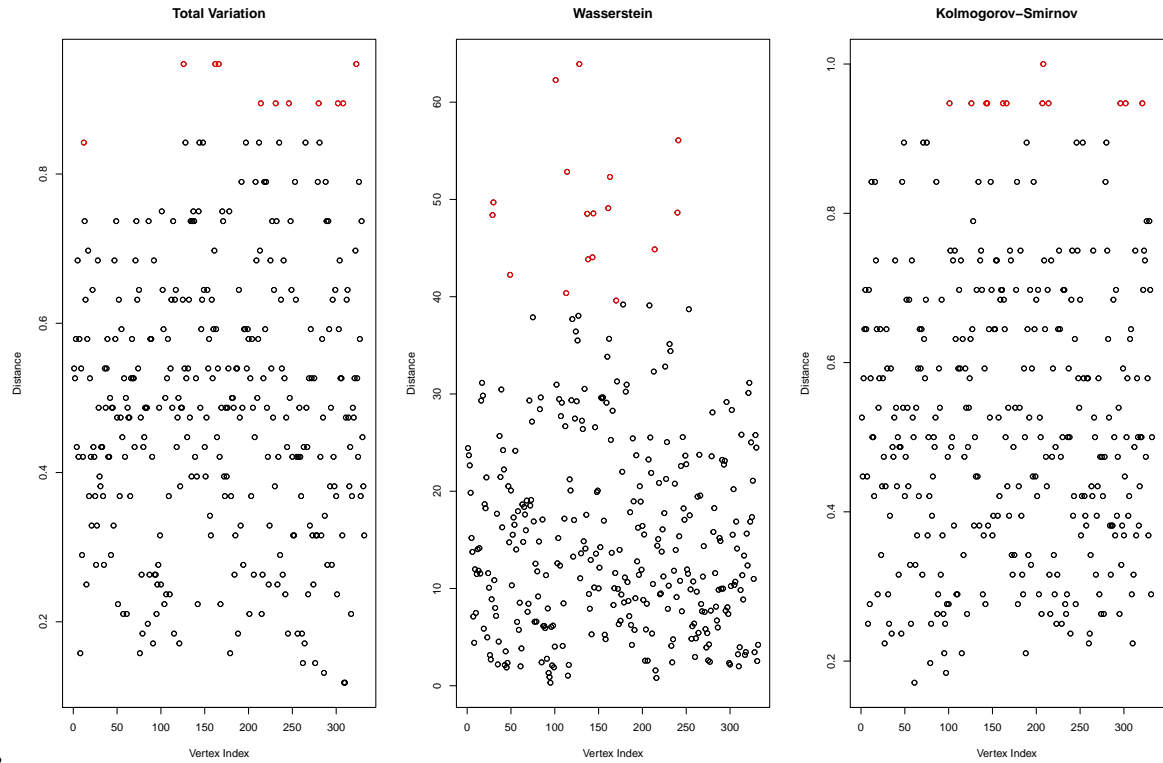 Total Variation
Distance
0.2
0.4
0.6
0.8
0 50 100 150 200 250 300
Vertex Index
Wasserstein
Distance
0
10
20
30
40
50
60
0 50 100 150 200 250 300
Vertex Index
Kolmogorov−Smirnov
Distance
0.2
0.4
0.6
0.8
1.0
0 50 100 150 200 250 300
Vertex Index